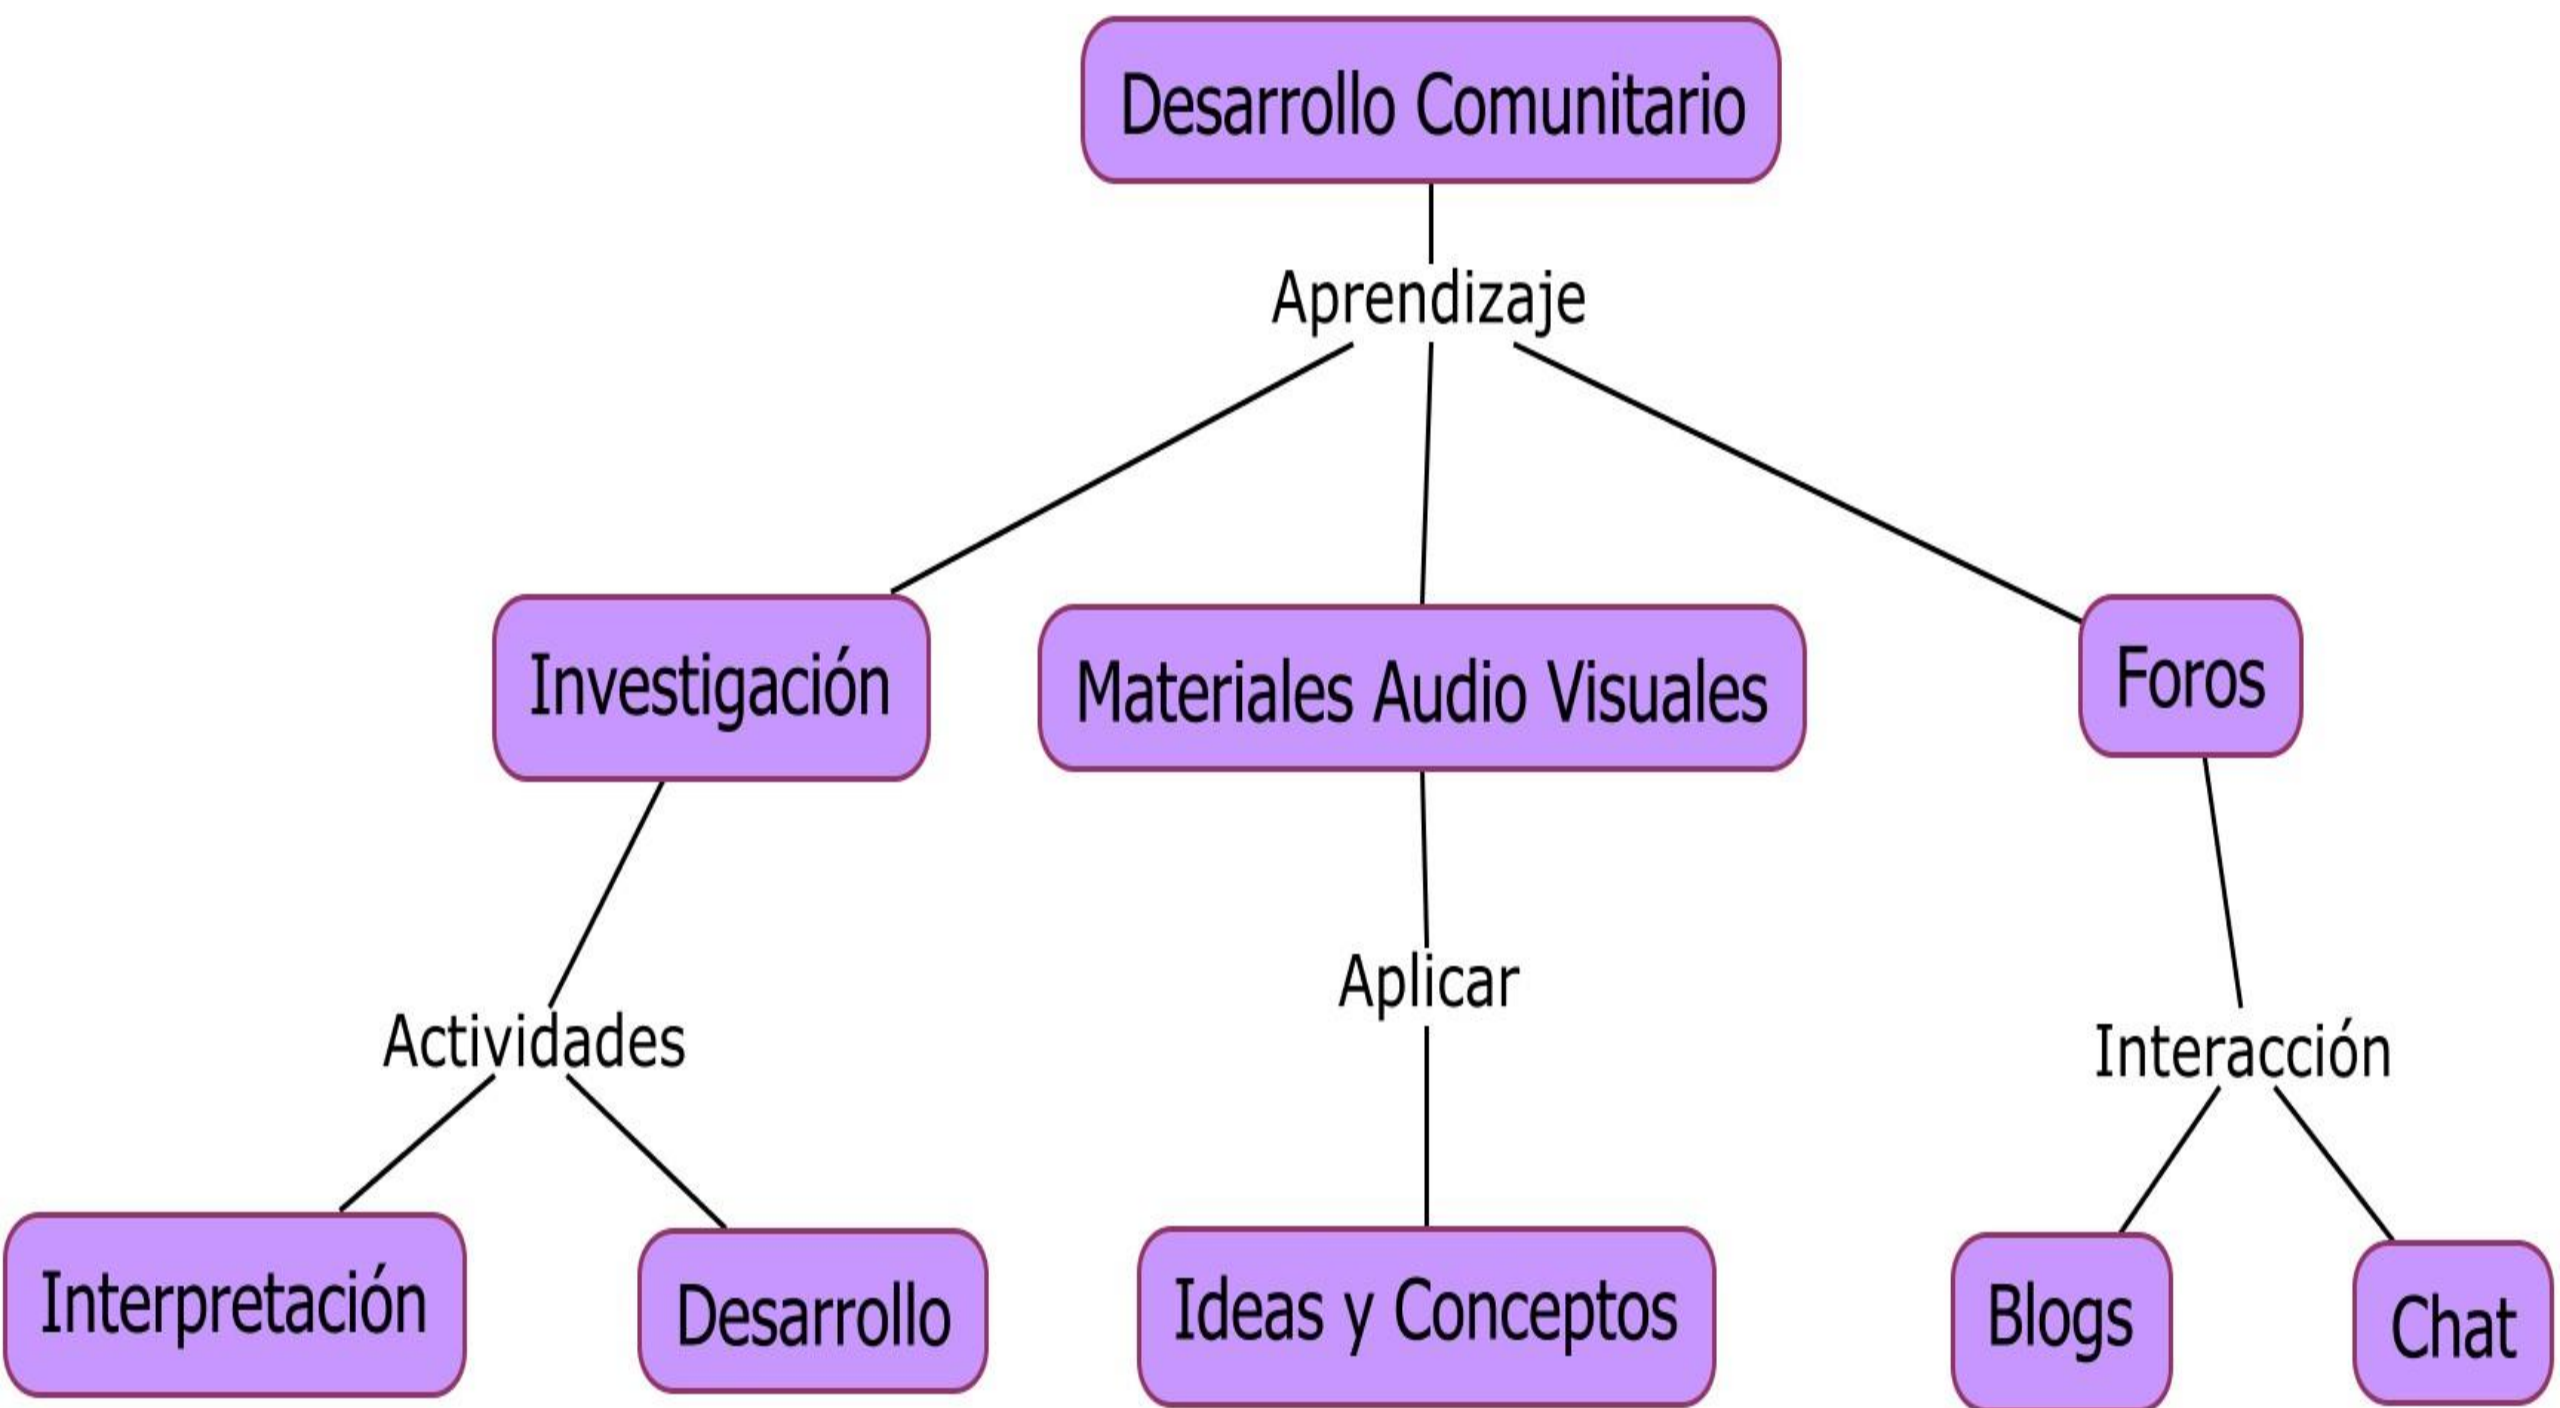 Desarrollo Comunitario
Aprendizaje
Investigación
Materiales Audio Visuales
Foros
Actividades
Aplicar
Interacción
Interpretación
Desarrollo
Ideas y Conceptos
Blogs
Chat